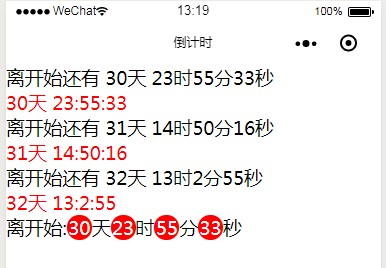 WeChat 13:19 100%
倒计时
离开始还有 30天 23时55分33秒
30天 23:55:33
离开始还有 31天 14时50分16秒
31天 14:50:16
离开始还有 32天 13时2分55秒
32天 13:2:55
离开始:30天23时55分33秒